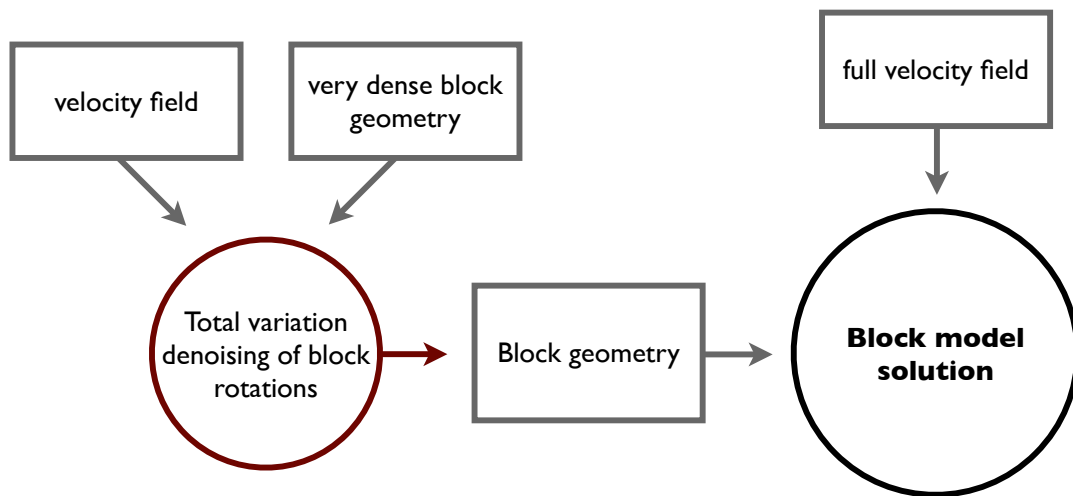 velocity field
very dense block
geometry
full velocity field
Total variation
denoising of block
rotations
Block geometry
Block model
solution